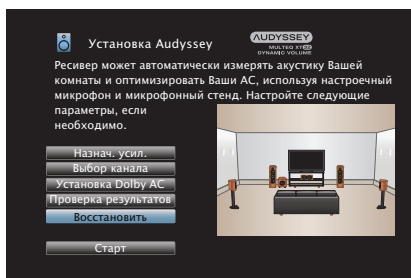 Установка Audyssey
AUDYSSEY
MULTEQ XT32
DYNAMIC VOLUME
Ресивер может автоматически измерять акустику Вашей
комнаты и оптимизировать Ваши АС, используя настроечный
микрофон и микрофонный стенд. Настройте следующие
параметры, если
необходимо.
Назнач. усил.
Выбор канала
Установка Dolby АС
Проверка результатов
Восстановить
Старт